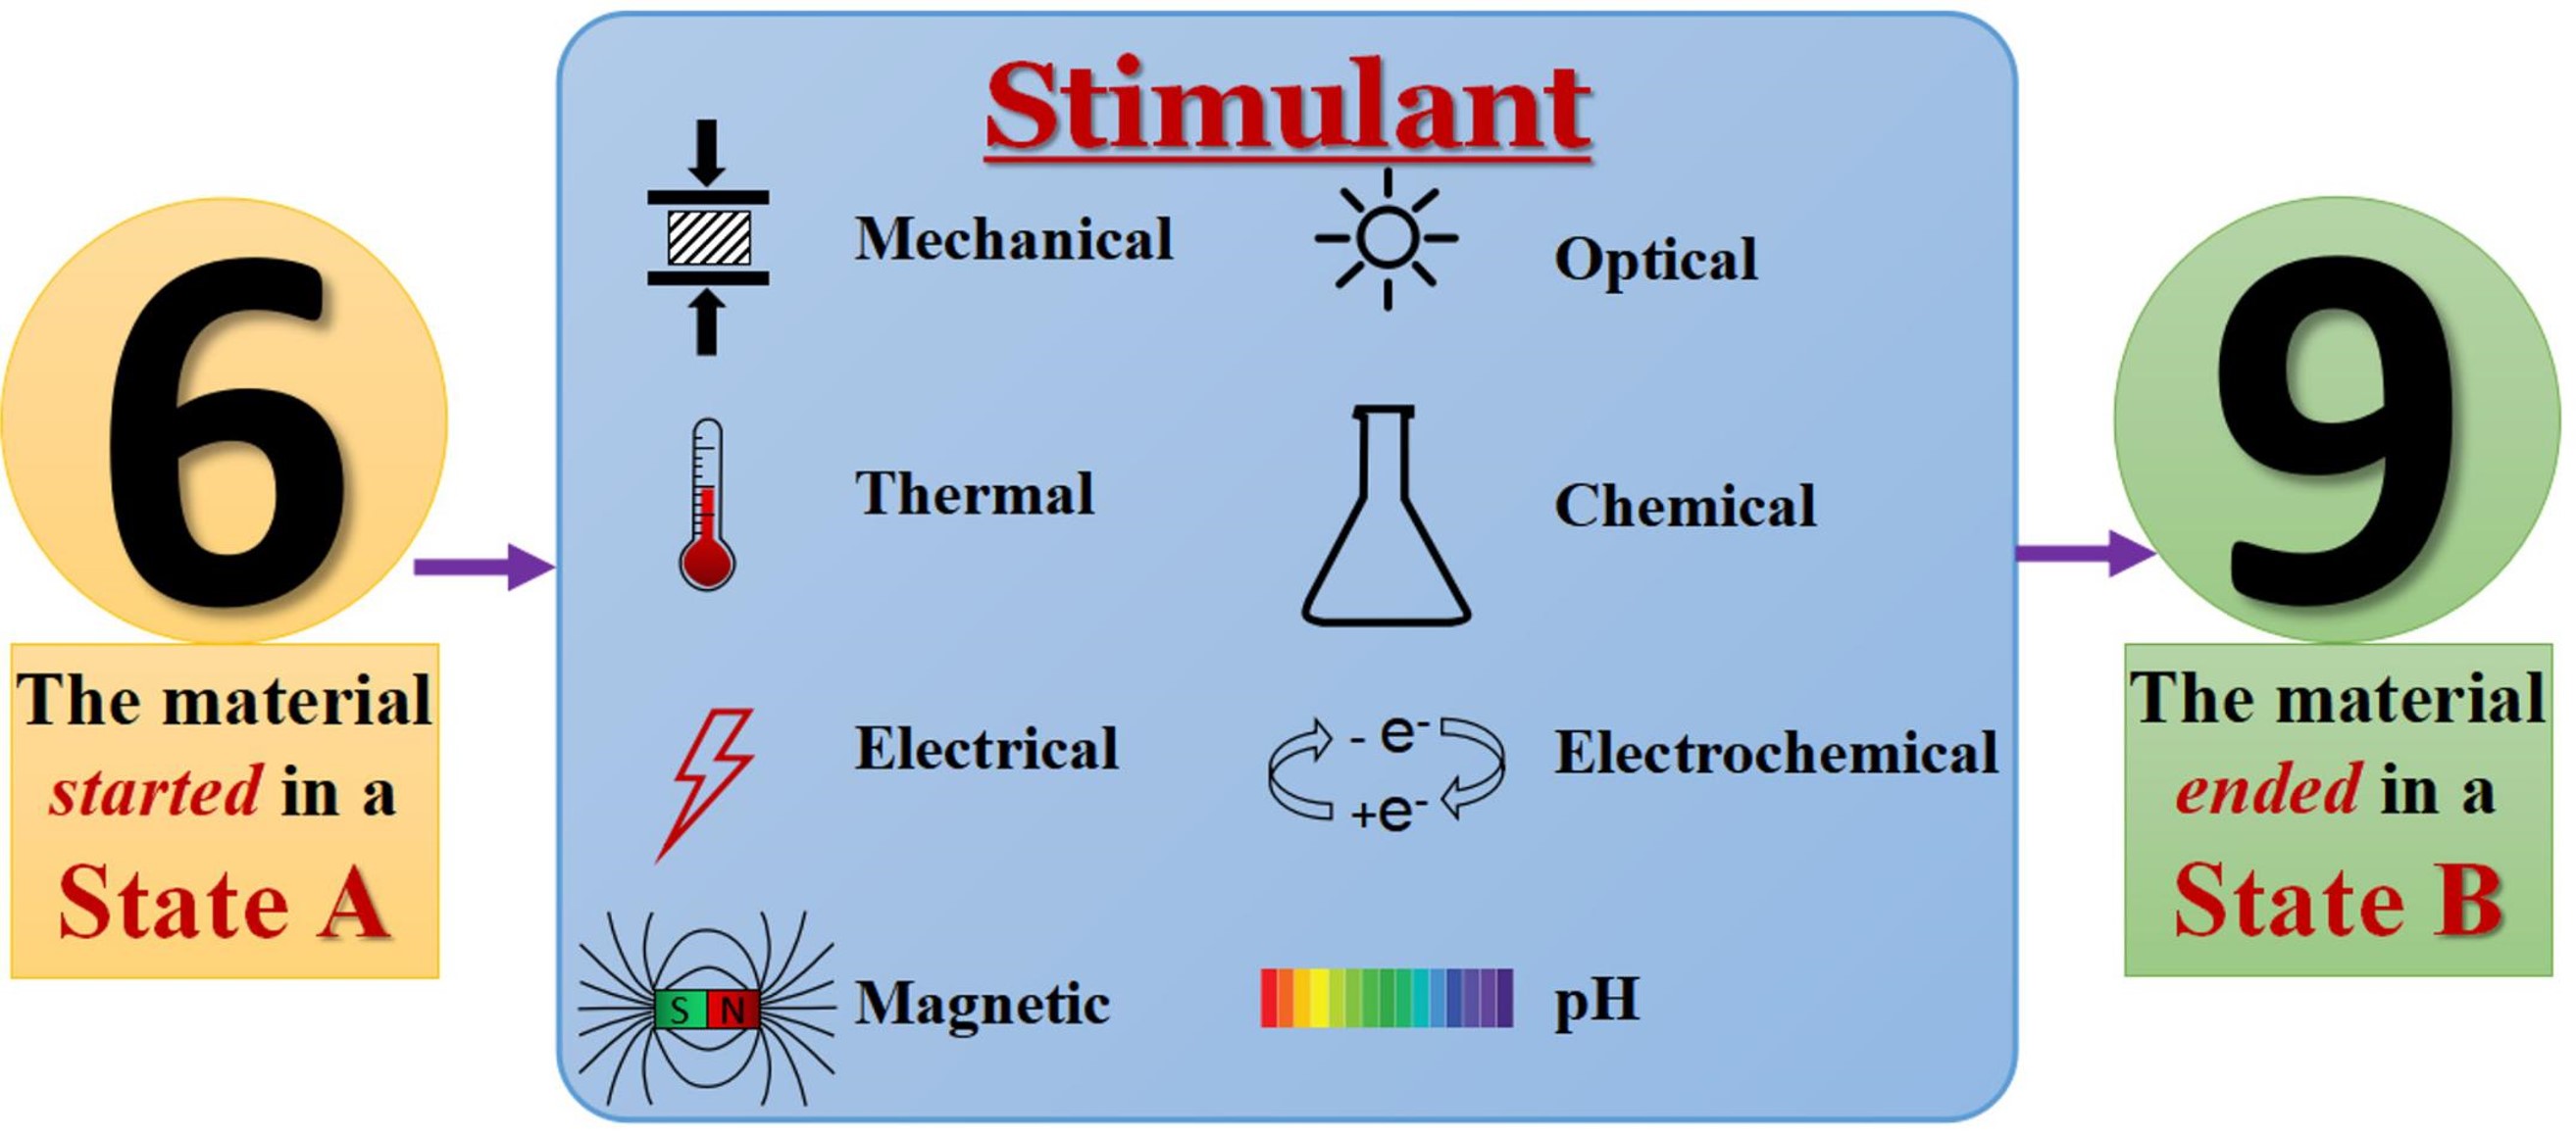 Stimulant
6
The material
started in a
State A
Mechanical
Optical
Thermal
Chemical
Electrical
- e-
+e-
Electrochemical
S N
Magnetic
pH
9
The material
ended in a
State B